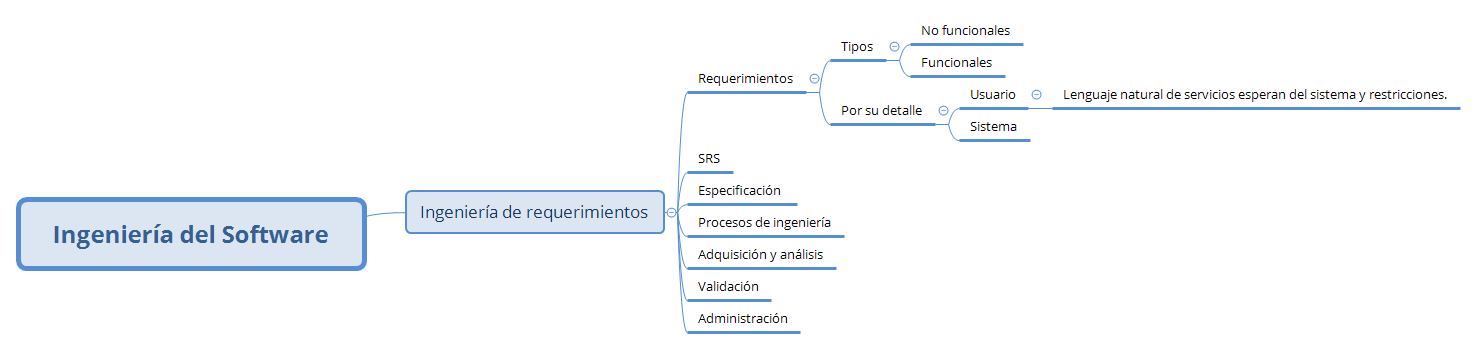 Ingeniería del Software
Ingeniería de requerimientos
Requerimientos
Tipos
No funcionales
Funcionales
Por su detalle
Usuario
Lenguaje natural de servicios esperan del sistema y restricciones.
Sistema
SRS
Especificación
Procesos de ingeniería
Adquisición y análisis
Validación
Administración